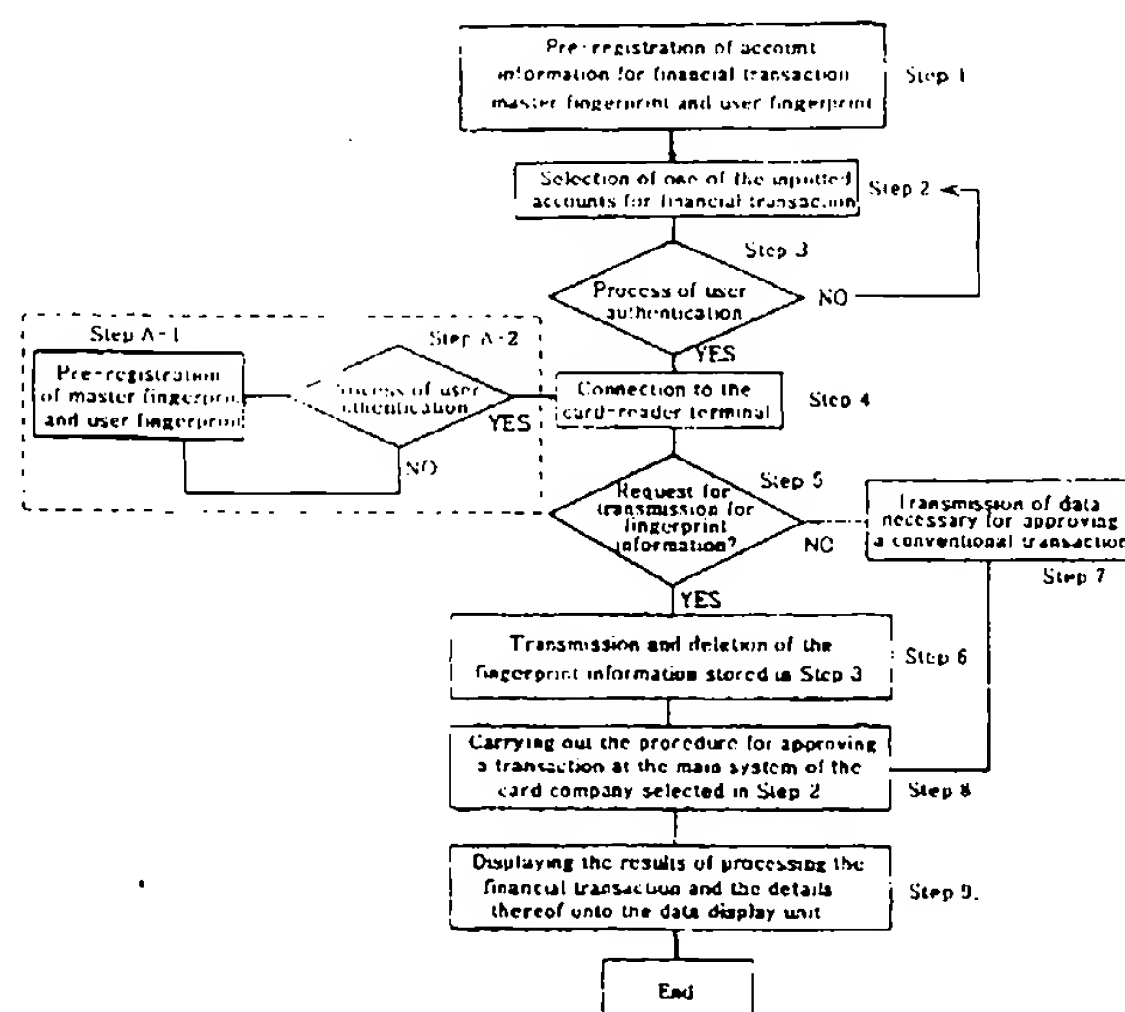 Pre-registration of account
information for financial transaction
master fingerprint and user fingerprint
Step 1
Selection of one of the inputted
accounts for financial transaction
Step 2
Step 3
Process of user
authentication
NO
YES
Step A-1
Step A-2
Pre-registration
of master fingerprint
and user fingerprint
of user
YES
NO
Connection to the
card-reader terminal
Step 4
Step 5
Request for
transmission for
fingerprint
information?
NO
YES
Transmission of data
necessary for approving
a conventional transaction
Step 7
Transmission and deletion of the
fingerprint information stored in Step 3
Step 6
Carrying out the procedure for approving
a transaction at the main system of the
card company selected in Step 2
Step 8
Displaying the results of processing the
financial transaction and the details
thereof unto the data display unit
Step 9.
End